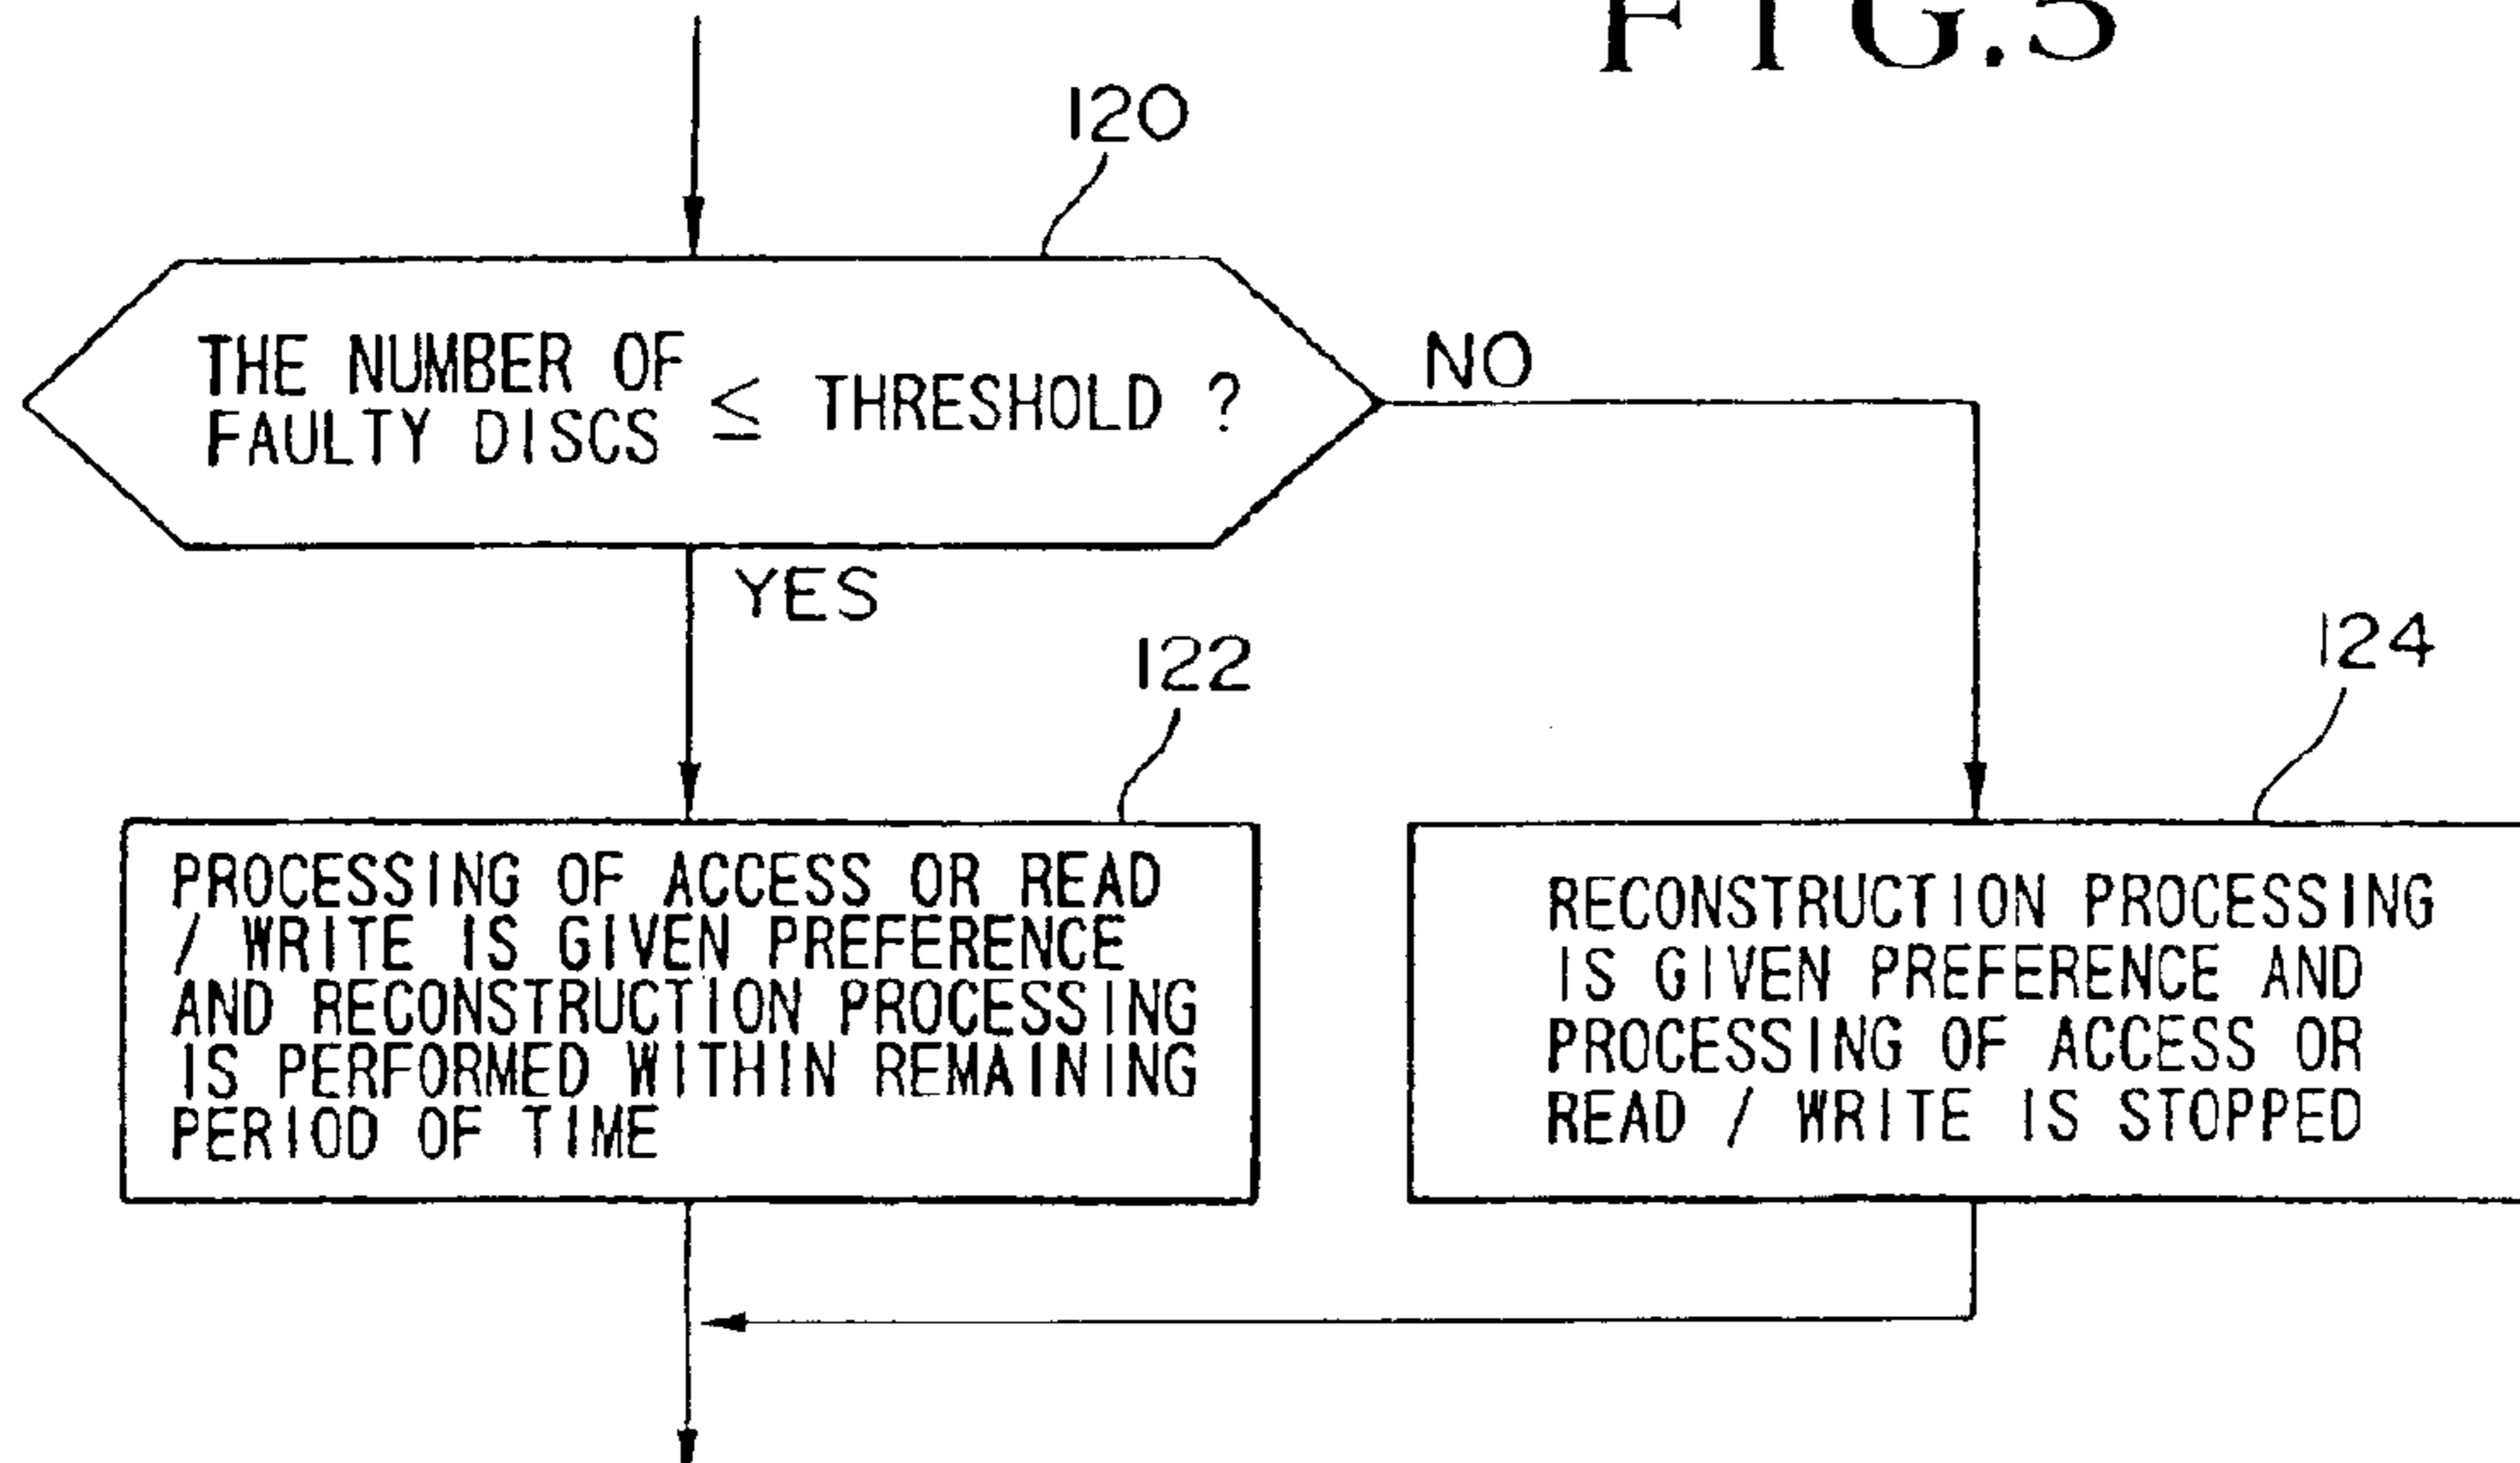 FIG.
120
THE NUMBER OF
FAULTY DISCS ≤ THRESHOLD ?
NO
YES
122
124
PROCESSING OF ACCESS OR READ
/ WRITE IS GIVEN PREFERENCE
AND RECONSTRUCTION PROCESSING
IS PERFORMED WITHIN REMAINING
PERIOD OF TIME
RECONSTRUCTION PROCESSING
IS GIVEN PREFERENCE AND
PROCESSING OF ACCESS OR
READ / WRITE IS STOPPED